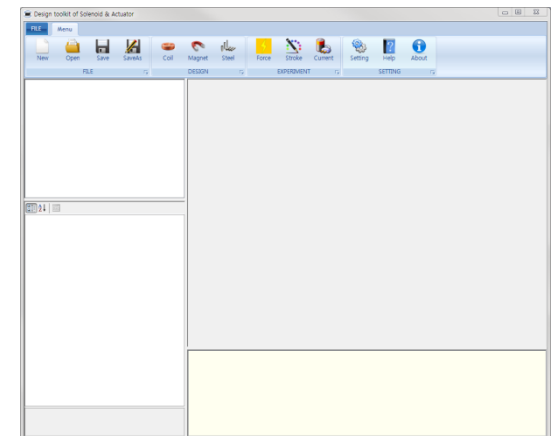 Design toolkit of Solenoid & Actuator
FILE Menu
New Open Save SaveAs Coil Magnet Steel Force Stroke Current Setting Help About
FILE DESIGN EXPERIMENT SETTING